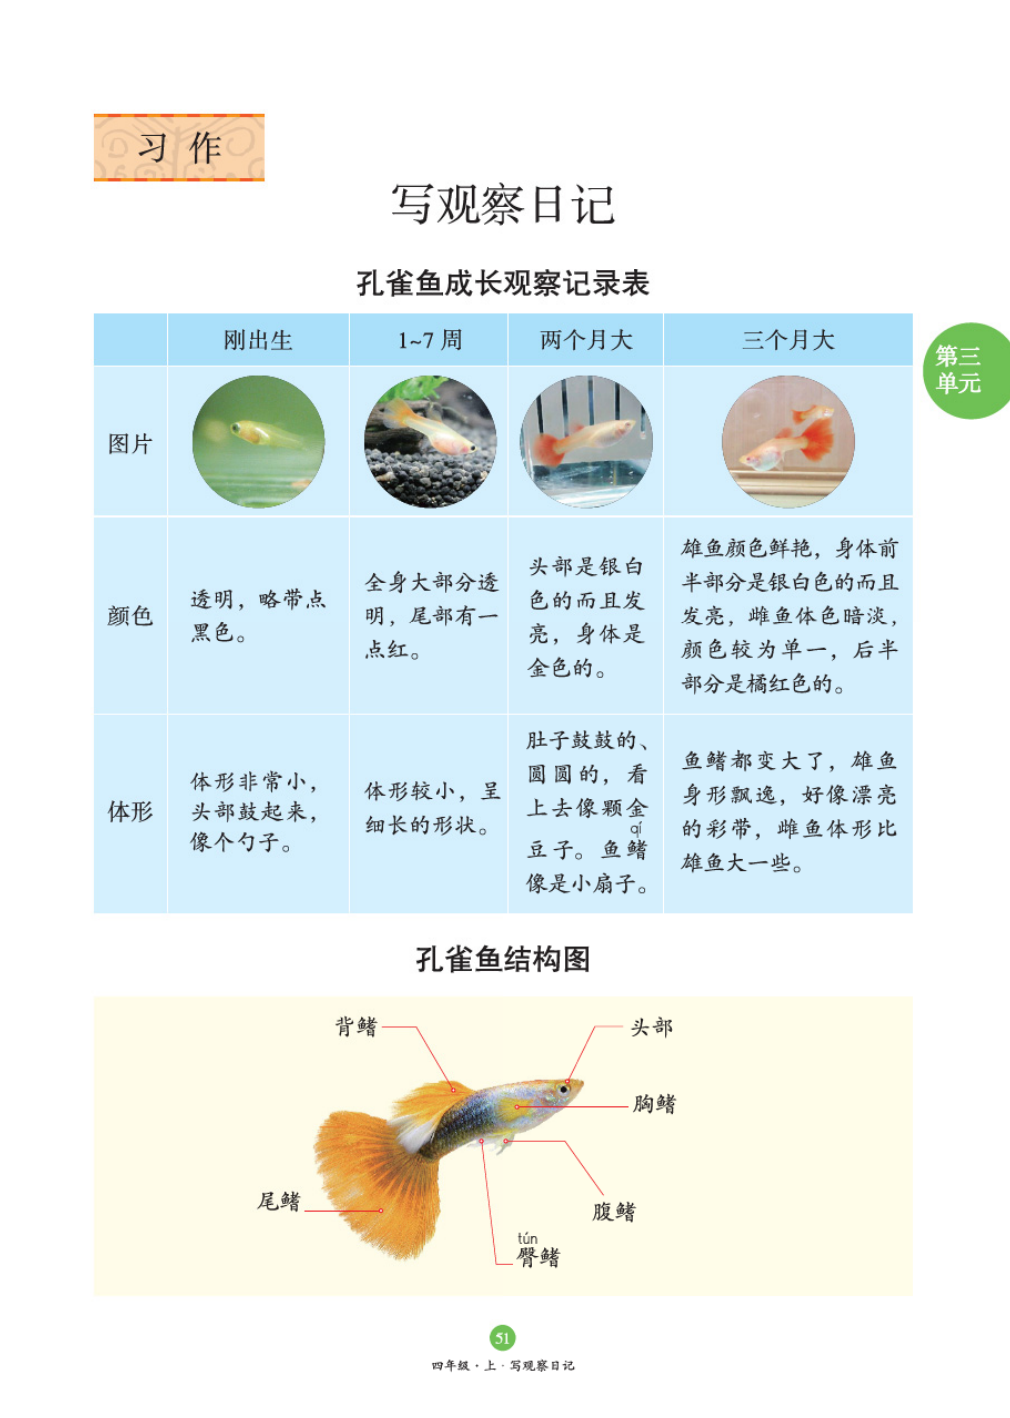 习 作
写观察日记
孔雀鱼成长观察记录表
第三
单元
刚出生
1~7 周
两个月大
三个月大
图片
颜色
透明，略带点
黑色。
全身大部分透
明，尾部有一
点红。
头部是银白
色的而且发
亮，身体是
金色的。
雄鱼颜色鲜艳，身体前
半部分是银白色的而且
发亮，雌鱼体色暗淡，
颜色较为单一，后半
部分是橘红色的。
体形
体形非常小，
头部鼓起来，
像个勺子。
体形较小，呈
细长的形状。
肚子鼓鼓的、
圆圆的，看
上去像颗金
qí
豆子。鱼鳍
像是小扇子。
鱼鳍都变大了，雄鱼
身形飘逸，好像漂亮
的彩带，雌鱼体形比
雄鱼大一些。
孔雀鱼结构图
背鳍
头部
胸鳍
尾鳍
腹鳍
tún
臀鳍
51
四年级·上·写观察日记